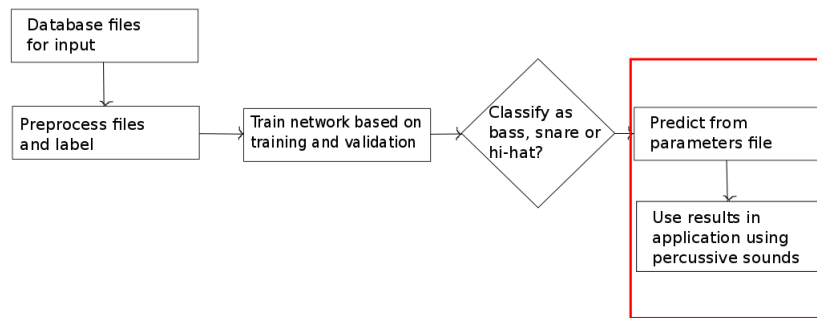 Database files
for input
Preprocess files
and label
Train network based on
training and validation
Classify as
bass, snare or
hi-hat?
Predict from
parameters file
Use results in
application using
percussive sounds